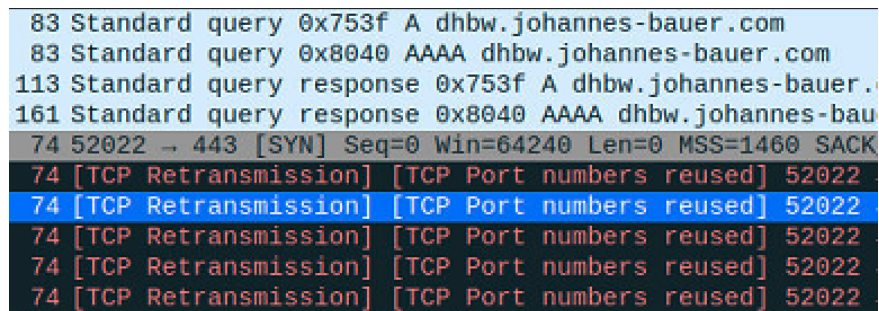 83 Standard query 0x753f A dhbw.johannes-bauer.com
83 Standard query 0x8040 AAAA dhbw.johannes-bauer.com
113 Standard query response 0x753f A dhbw.johannes-bauer.
161 Standard query response 0x8040 AAAA dhbw.johannes-bau
74 52022 → 443 [SYN] Seq=0 Win=64240 Len=0 MSS=1460 SACK_
74 [TCP Retransmission] [TCP Port numbers reused] 52022
74 [TCP Retransmission] [TCP Port numbers reused] 52022
74 [TCP Retransmission] [TCP Port numbers reused] 52022
74 [TCP Retransmission] [TCP Port numbers reused] 52022
74 [TCP Retransmission] [TCP Port numbers reused] 52022